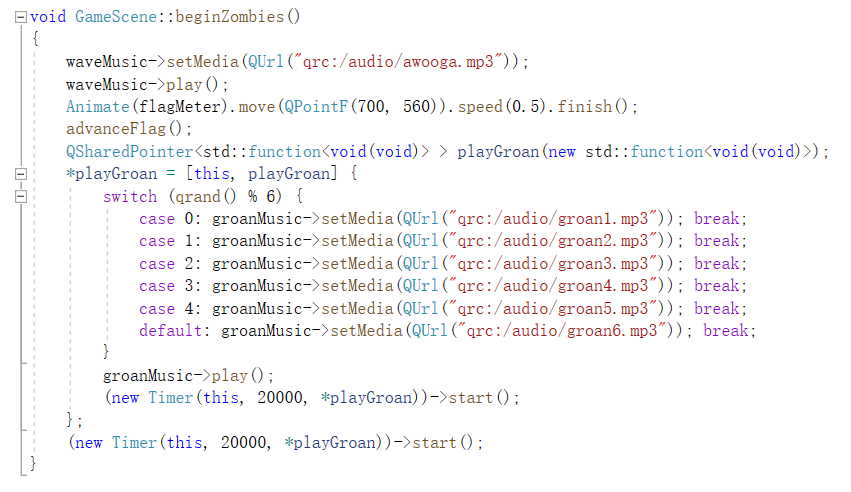 void GameScene::beginZombies()
{
    waveMusic->setMedia(QUrl("qrc:/audio/awooga.mp3"));
    waveMusic->play();
    Animate(flagMeter).move(QPointF(700, 560)).speed(0.5).finish();
    advanceFlag();
    QSharedPointer<std::function<void(void)> > playGroan(new std::function<void(void)>);
    *playGroan = [this, playGroan] {
        switch (qrand() % 6) {
            case 0: groanMusic->setMedia(QUrl("qrc:/audio/groan1.mp3")); break;
            case 1: groanMusic->setMedia(QUrl("qrc:/audio/groan2.mp3")); break;
            case 2: groanMusic->setMedia(QUrl("qrc:/audio/groan3.mp3")); break;
            case 3: groanMusic->setMedia(QUrl("qrc:/audio/groan4.mp3")); break;
            case 4: groanMusic->setMedia(QUrl("qrc:/audio/groan5.mp3")); break;
            default: groanMusic->setMedia(QUrl("qrc:/audio/groan6.mp3")); break;
        }
        groanMusic->play();
        (new Timer(this, 20000, *playGroan))->start();
    };
    (new Timer(this, 20000, *playGroan))->start();
}